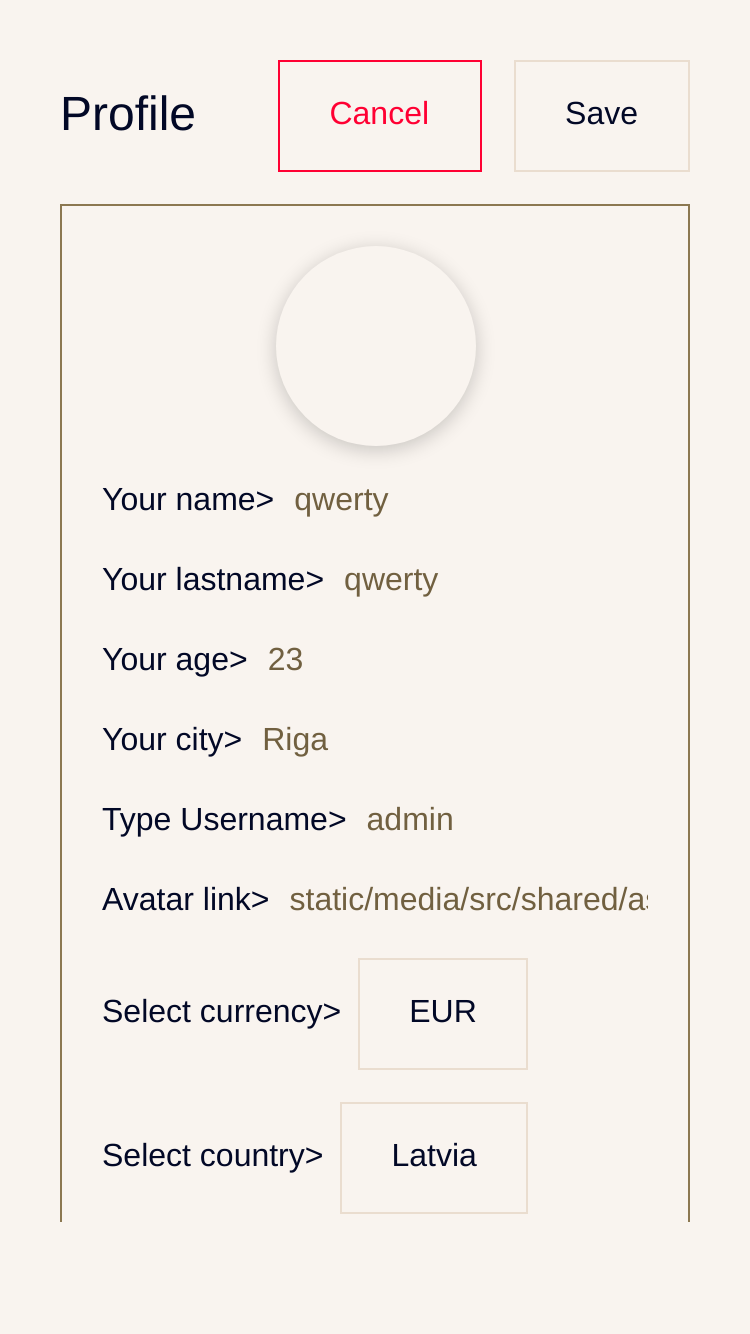 Profile
Cancel
Save
Your name> qwerty
Your lastname> qwerty
Your age> 23
Your city> Riga
Type Username> admin
Avatar link> static/media/src/shared/a
Select currency> EUR
Select country> Latvia